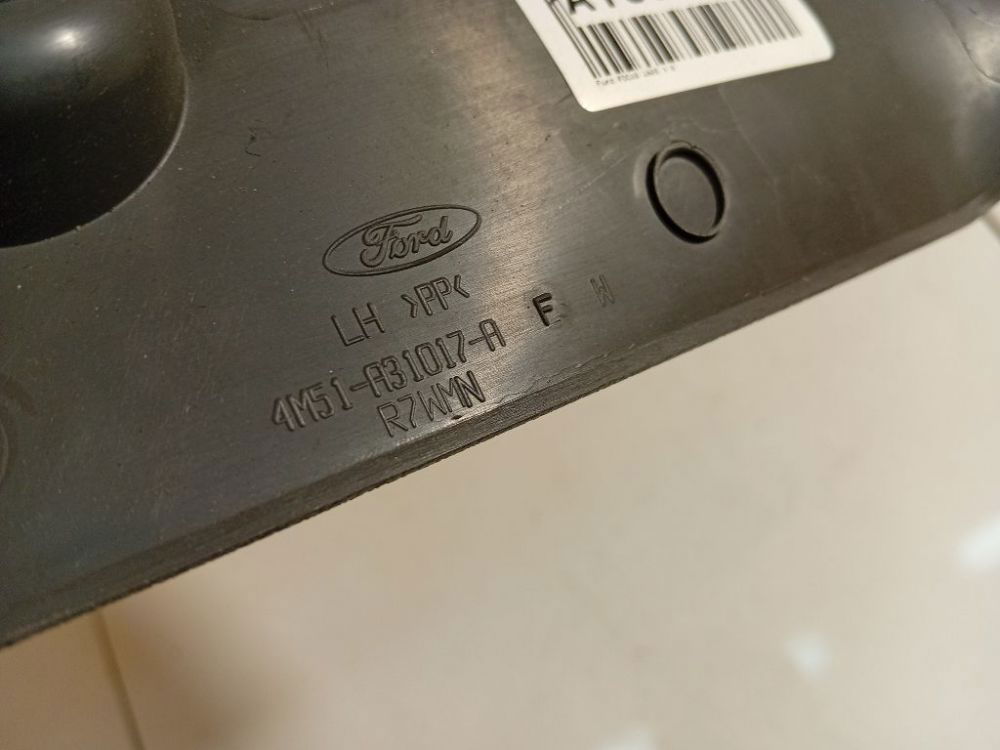 Ford
LH >PP<
4M51-A31017-A F W
R7WMN